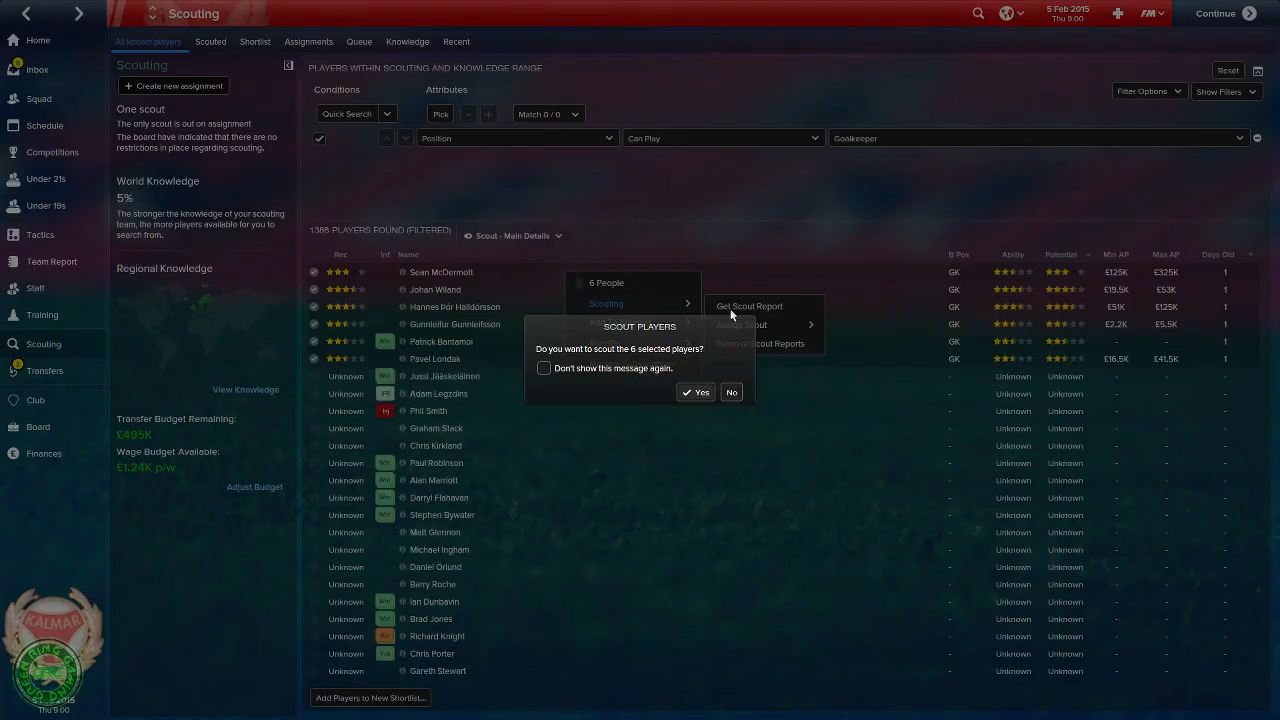 Scouting
5 Feb 2015
Thu 9:00
FM
Continue
Home
Inbox
Squad
Schedule
Competitions
Under 21s
Under 19s
Tactics
Team Report
Staff
Training
Scouting
Transfers
Club
Board
Finances
All known players Scouted Shortlist Assignments Queue Knowledge Recent
Scouting
Create new assignment
One scout
The only scout is out on assignment
The board have indicated that there are no
restrictions in place regarding scouting.
World Knowledge
5%
The stronger the knowledge of your scouting
team, the more players available for you to
search from.
Regional Knowledge
View Knowledge
Transfer Budget Remaining:
£495K
Wage Budget Available:
£1.24K p/w
Adjust Budget
PLAYERS WITHIN SCOUTING AND KNOWLEDGE RANGE
Reset
Conditions Attributes
Filter Options Show Filters
Quick Search Pick Match 0 / 0
Position Can Play Goalkeeper
1388 PLAYERS FOUND (FILTERED) Scout - Main Details
Rec Inf Name B Pos Ability Potential Min AP Max AP Days Old
Sean McDermott GK £125K £325K 1
Johan Wiland GK £19.5K £53K 1
Hannes Þór Halldórsson GK £51K £125K 1
Gunnleifur Gunnleifsson GK £2.2K £5.5K 1
Wnt Patrick Bantamoi GK 1
Pavel Londak GK £16.5K £41.5K 1
Unknown Wnt Jussi Jääskeläinen - Unknown Unknown - - -
Unknown IPR Adam Legzdins - Unknown Unknown - - -
Unknown Inj Phil Smith - Unknown Unknown - - -
Unknown Graham Stack - Unknown Unknown - - -
Unknown Chris Kirkland - Unknown Unknown - - -
Unknown Wnt Paul Robinson - Unknown Unknown - - -
Unknown Wnt Alan Marriott - Unknown Unknown - - -
Unknown Wnt Darryl Flahavan - Unknown Unknown - - -
Unknown Wnt Stephen Bywater - Unknown Unknown - - -
Unknown Matt Glennon - Unknown Unknown - - -
Unknown Michael Ingham - Unknown Unknown - - -
Unknown Daniel Örlund - Unknown Unknown - - -
Unknown Barry Roche - Unknown Unknown - - -
Unknown Wnt Ian Dunbavin - Unknown Unknown - - -
Unknown Wnt Brad Jones - Unknown Unknown - - -
Unknown Richard Knight - Unknown Unknown - - -
Unknown Chris Porter - Unknown Unknown - - -
Unknown Gareth Stewart - Unknown Unknown - - -
Add Players to New Shortlist...
6 People
Scouting
Get Scout Report
Assign Scout
Remove Scout Reports
SCOUT PLAYERS
Do you want to scout the 6 selected players?
Don't show this message again.
Yes No
KALMAR
Thu 9:00